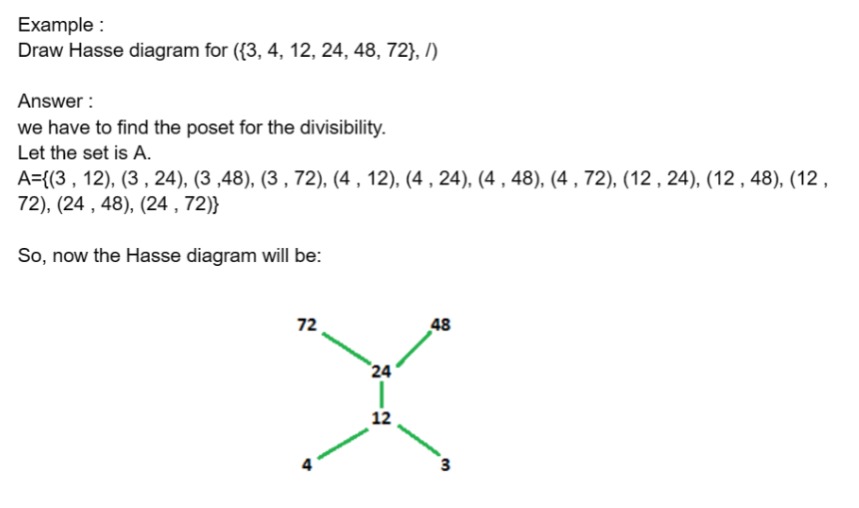 Example :
Draw Hasse diagram for ({3, 4, 12, 24, 48, 72}, /)
Answer :
we have to find the poset for the divisibility.
Let the set is A.
A={(3 , 12), (3 , 24), (3 ,48), (3 , 72), (4 , 12), (4 , 24), (4 , 48), (4 , 72), (12 , 24), (12 , 48), (12 ,
72), (24 , 48), (24 , 72)}
So, now the Hasse diagram will be:
72 48
24
12
4 3